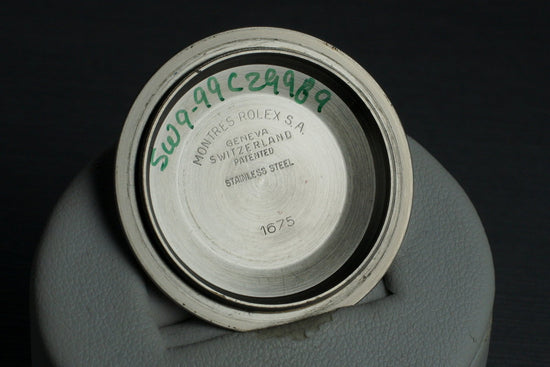 SW9-99C29989
MONTRES ROLEX S.A.
GENEVA
SWITZERLAND
PATENTED
STAINLESS STEEL
1675